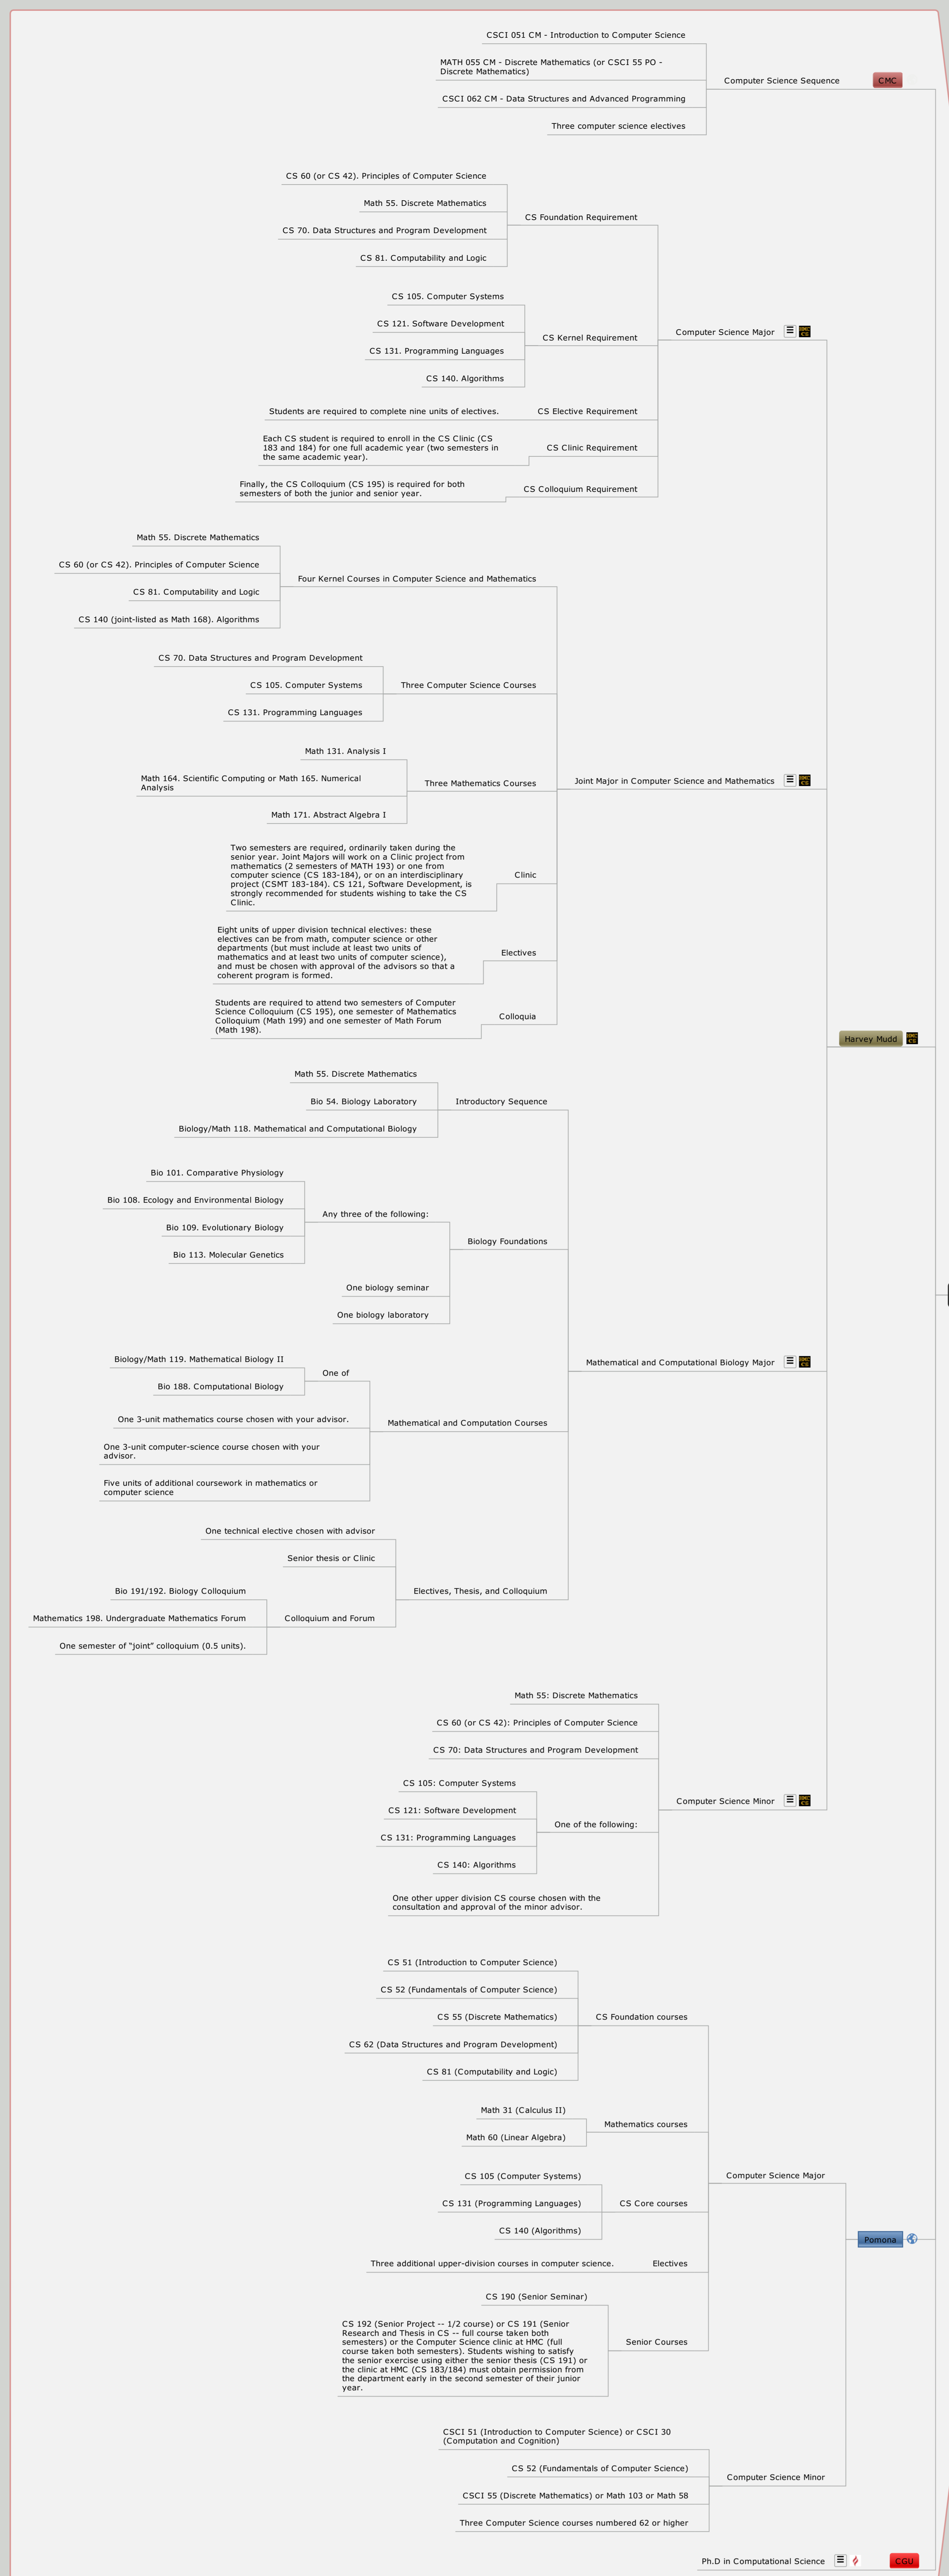 CSCI 051 CM - Introduction to Computer Science
MATH 055 CM - Discrete Mathematics (or CSCI 55 PO -
Discrete Mathematics)
CSCI 062 CM - Data Structures and Advanced Programming
Three computer science electives
Computer Science Sequence
CMC
CS 60 (or CS 42). Principles of Computer Science
Math 55. Discrete Mathematics
CS 70. Data Structures and Program Development
CS 81. Computability and Logic
CS Foundation Requirement
CS 105. Computer Systems
CS 121. Software Development
CS 131. Programming Languages
CS 140. Algorithms
CS Kernel Requirement
Students are required to complete nine units of electives.
CS Elective Requirement
Each CS student is required to enroll in the CS Clinic (CS
183 and 184) for one full academic year (two semesters in
the same academic year).
CS Clinic Requirement
Finally, the CS Colloquium (CS 195) is required for both
semesters of both the junior and senior year.
CS Colloquium Requirement
Computer Science Major
Math 55. Discrete Mathematics
CS 60 (or CS 42). Principles of Computer Science
CS 81. Computability and Logic
CS 140 (joint-listed as Math 168). Algorithms
Four Kernel Courses in Computer Science and Mathematics
CS 70. Data Structures and Program Development
CS 105. Computer Systems
CS 131. Programming Languages
Three Computer Science Courses
Math 131. Analysis I
Math 164. Scientific Computing or Math 165. Numerical
Analysis
Math 171. Abstract Algebra I
Three Mathematics Courses
Two semesters are required, ordinarily taken during the
senior year. Joint Majors will work on a Clinic project from
mathematics (2 semesters of MATH 193) or one from
computer science (CS 183-184), or on an interdisciplinary
project (CSMT 183-184). CS 121, Software Development, is
strongly recommended for students wishing to take the CS
Clinic.
Clinic
Eight units of upper division technical electives: these
electives can be from math, computer science or other
departments (but must include at least two units of
mathematics and at least two units of computer science),
and must be chosen with approval of the advisors so that a
coherent program is formed.
Electives
Students are required to attend two semesters of Computer
Science Colloquium (CS 195), one semester of Mathematics
Colloquium (Math 199) and one semester of Math Forum
(Math 198).
Colloquia
Joint Major in Computer Science and Mathematics
Harvey Mudd
Math 55. Discrete Mathematics
Bio 54. Biology Laboratory
Biology/Math 118. Mathematical and Computational Biology
Introductory Sequence
Bio 101. Comparative Physiology
Bio 108. Ecology and Environmental Biology
Bio 109. Evolutionary Biology
Bio 113. Molecular Genetics
Any three of the following:
One biology seminar
One biology laboratory
Biology Foundations
Biology/Math 119. Mathematical Biology II
Bio 188. Computational Biology
One of
One 3-unit mathematics course chosen with your advisor.
One 3-unit computer-science course chosen with your
advisor.
Five units of additional coursework in mathematics or
computer science
Mathematical and Computation Courses
One technical elective chosen with advisor
Senior thesis or Clinic
Bio 191/192. Biology Colloquium
Mathematics 198. Undergraduate Mathematics Forum
One semester of "joint" colloquium (0.5 units).
Colloquium and Forum
Electives, Thesis, and Colloquium
Mathematical and Computational Biology Major
Math 55: Discrete Mathematics
CS 60 (or CS 42): Principles of Computer Science
CS 70: Data Structures and Program Development
CS 105: Computer Systems
CS 121: Software Development
CS 131: Programming Languages
CS 140: Algorithms
One of the following:
One other upper division CS course chosen with the
consultation and approval of the minor advisor.
Computer Science Minor
CS 51 (Introduction to Computer Science)
CS 52 (Fundamentals of Computer Science)
CS 55 (Discrete Mathematics)
CS 62 (Data Structures and Program Development)
CS 81 (Computability and Logic)
CS Foundation courses
Math 31 (Calculus II)
Math 60 (Linear Algebra)
Mathematics courses
CS 105 (Computer Systems)
CS 131 (Programming Languages)
CS 140 (Algorithms)
CS Core courses
Three additional upper-division courses in computer science.
Electives
CS 190 (Senior Seminar)
CS 192 (Senior Project -- 1/2 course) or CS 191 (Senior
Research and Thesis in CS -- full course taken both
semesters) or the Computer Science clinic at HMC (full
course taken both semesters). Students wishing to satisfy
the senior exercise using either the senior thesis (CS 191) or
the clinic at HMC (CS 183/184) must obtain permission from
the department early in the second semester of their junior
year.
Senior Courses
Computer Science Major
Pomona
CSCI 51 (Introduction to Computer Science) or CSCI 30
(Computation and Cognition)
CS 52 (Fundamentals of Computer Science)
CSCI 55 (Discrete Mathematics) or Math 103 or Math 58
Three Computer Science courses numbered 62 or higher
Computer Science Minor
Ph.D in Computational Science
CGU